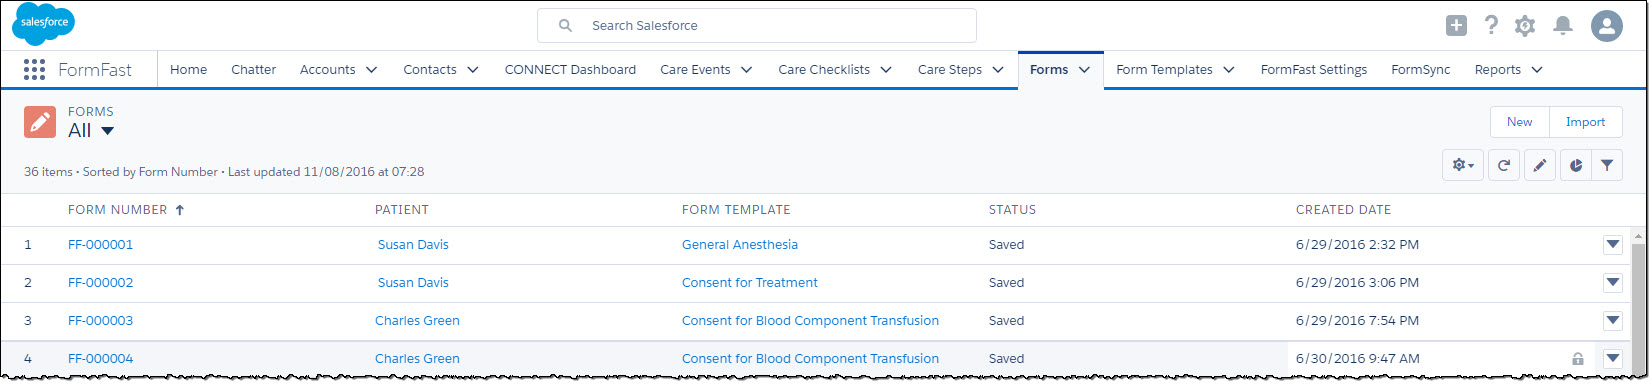 salesforce
Search Salesforce
FormFast Home Chatter Accounts Contacts CONNECT Dashboard Care Events Care Checklists Care Steps Forms Form Templates FormFast Settings FormSync Reports
FORMS
All
New Import
36 items • Sorted by Form Number • Last updated 11/08/2016 at 07:28
FORM NUMBER PATIENT FORM TEMPLATE STATUS CREATED DATE
1 FF-000001 Susan Davis General Anesthesia Saved 6/29/2016 2:32 PM
2 FF-000002 Susan Davis Consent for Treatment Saved 6/29/2016 3:06 PM
3 FF-000003 Charles Green Consent for Blood Component Transfusion Saved 6/29/2016 7:54 PM
4 FF-000004 Charles Green Consent for Blood Component Transfusion Saved 6/30/2016 9:47 AM